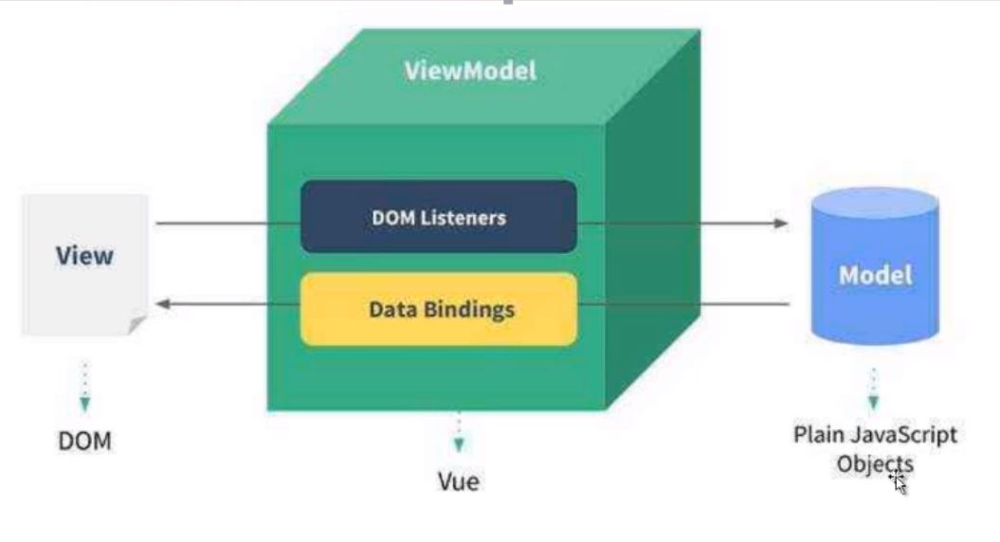 ViewModel
DOM Listeners
View
Data Bindings
Model
DOM
Vue
Plain JavaScript
Objects